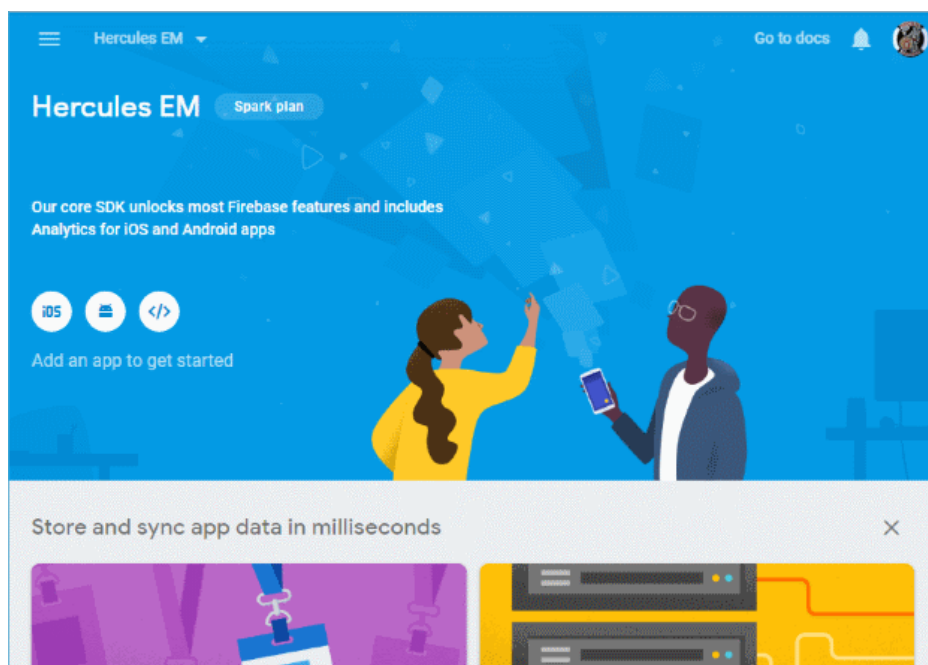 Hercules EM
Go to docs
Hercules EM
Spark plan
Our core SDK unlocks most Firebase features and includes
Analytics for iOS and Android apps
iOS
</>
Add an app to get started
Store and sync app data in milliseconds